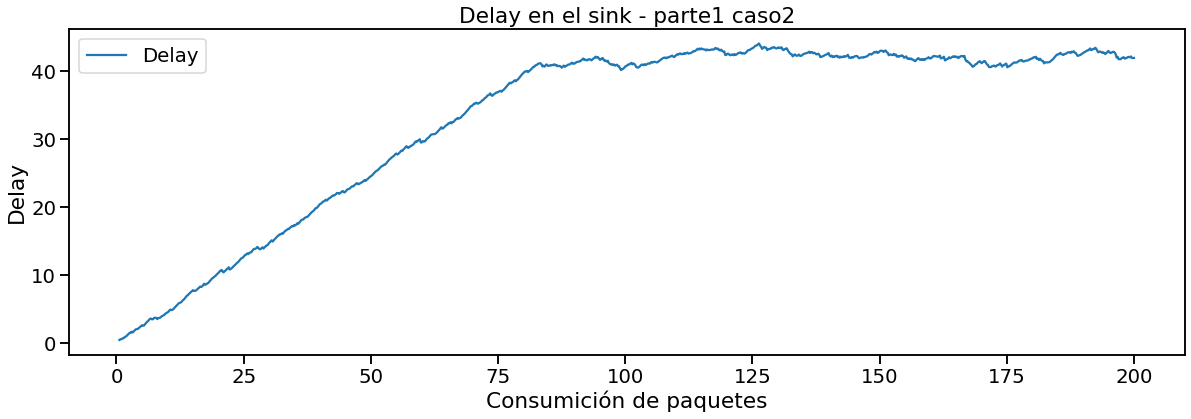 Delay en el sink - parte1 caso2
Delay
40
30
20
10
0
Delay
0 25 50 75 100 125 150 175 200
Consumición de paquetes